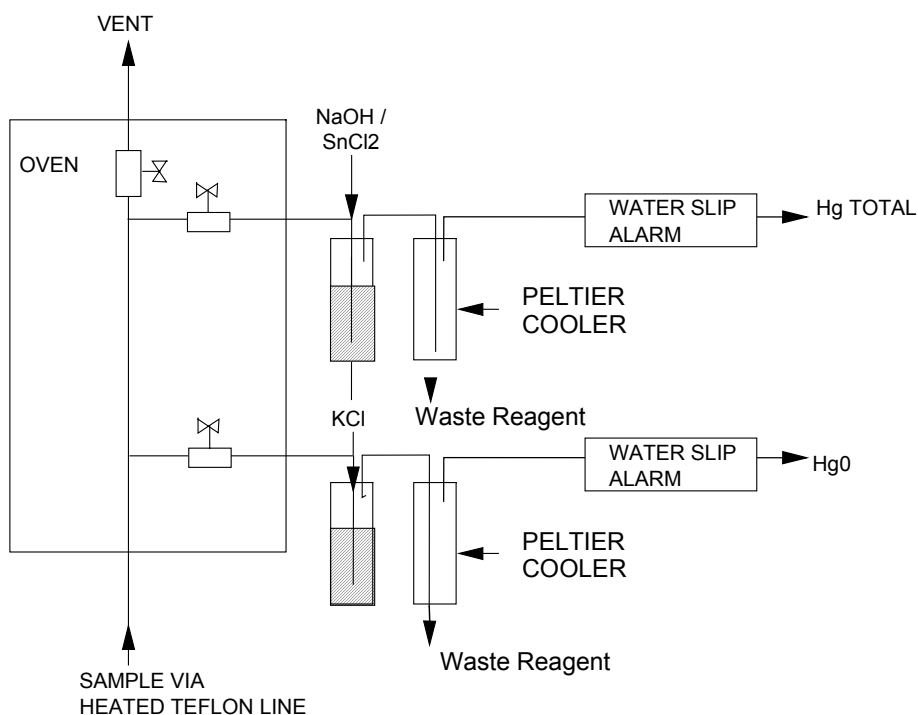 VENT
NaOH /
SnCl2
OVEN
WATER SLIP
ALARM
Hg TOTAL
PELTIER
COOLER
Waste Reagent
KCl
WATER SLIP
ALARM
Hg0
PELTIER
COOLER
Waste Reagent
SAMPLE VIA
HEATED TEFLON LINE